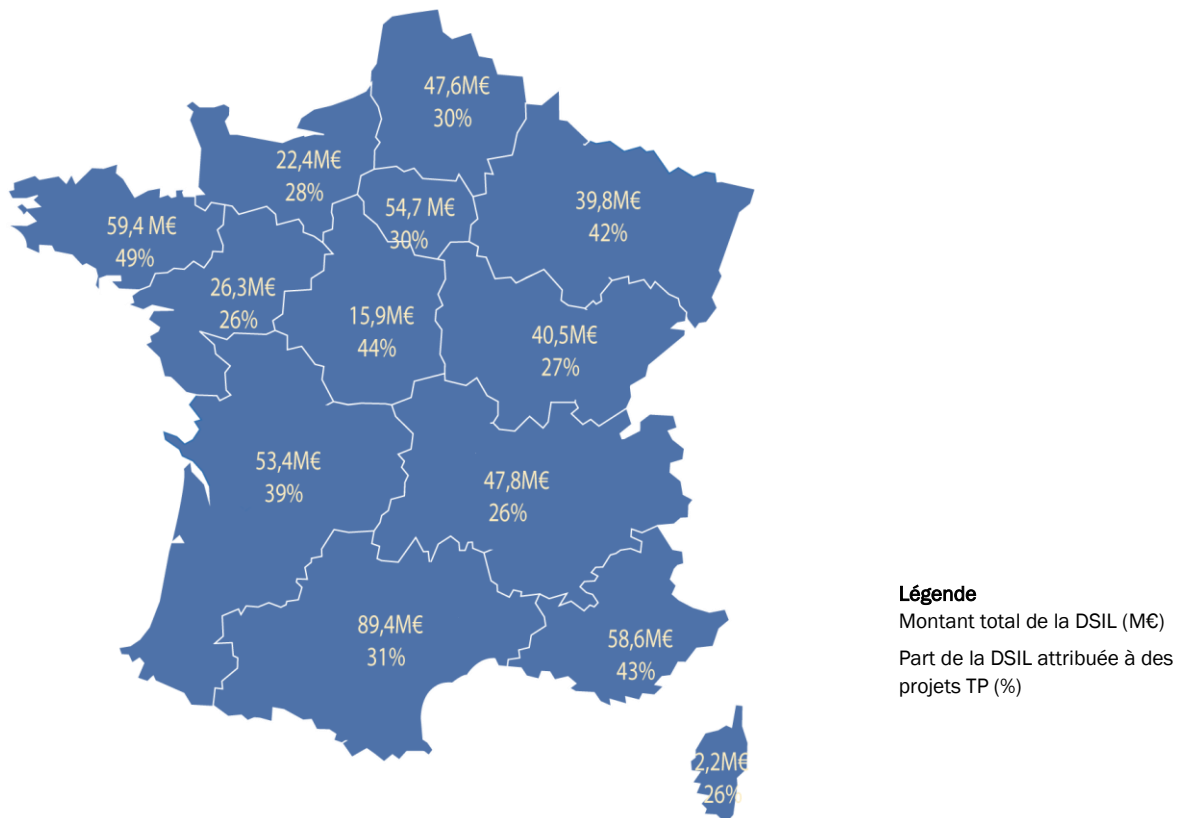 47,6M€
30%
22,4M€
28%
54,7 M€
30%
39,8M€
42%
59,4 M€
49%
26,3M€
26%
15,9M€
44%
40,5M€
27%
53,4M€
39%
47,8M€
26%
89,4M€
31%
58,6M€
43%
2,2M€
26%
Légende
Montant total de la DSIL (M€)
Part de la DSIL attribuée à des
projets TP (%)